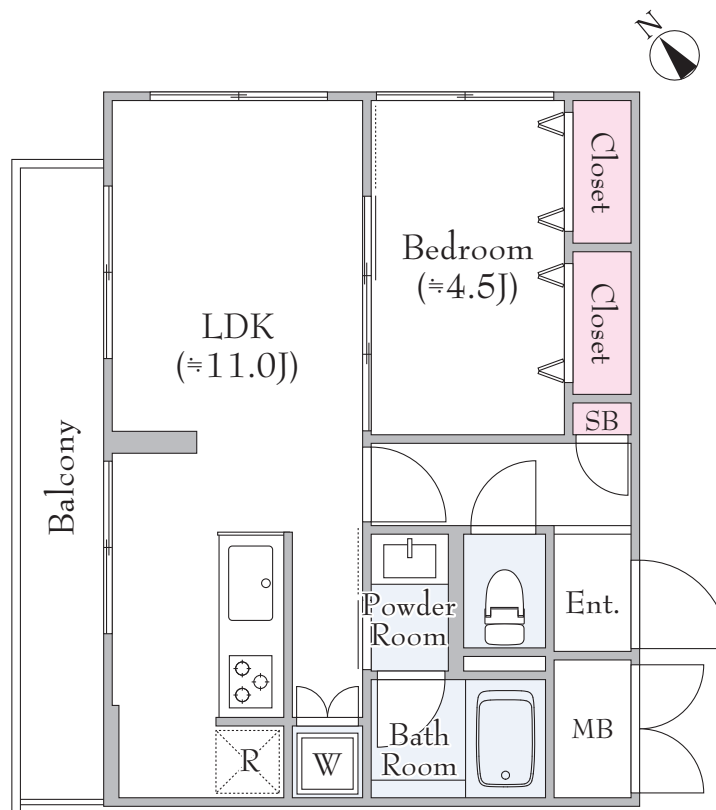 N
Closet
Bedroom
(≒4.5J)
Closet
LDK
(≒11.0J)
SB
Balcony
Powder
Room
Ent.
Bath
Room
MB
R
W